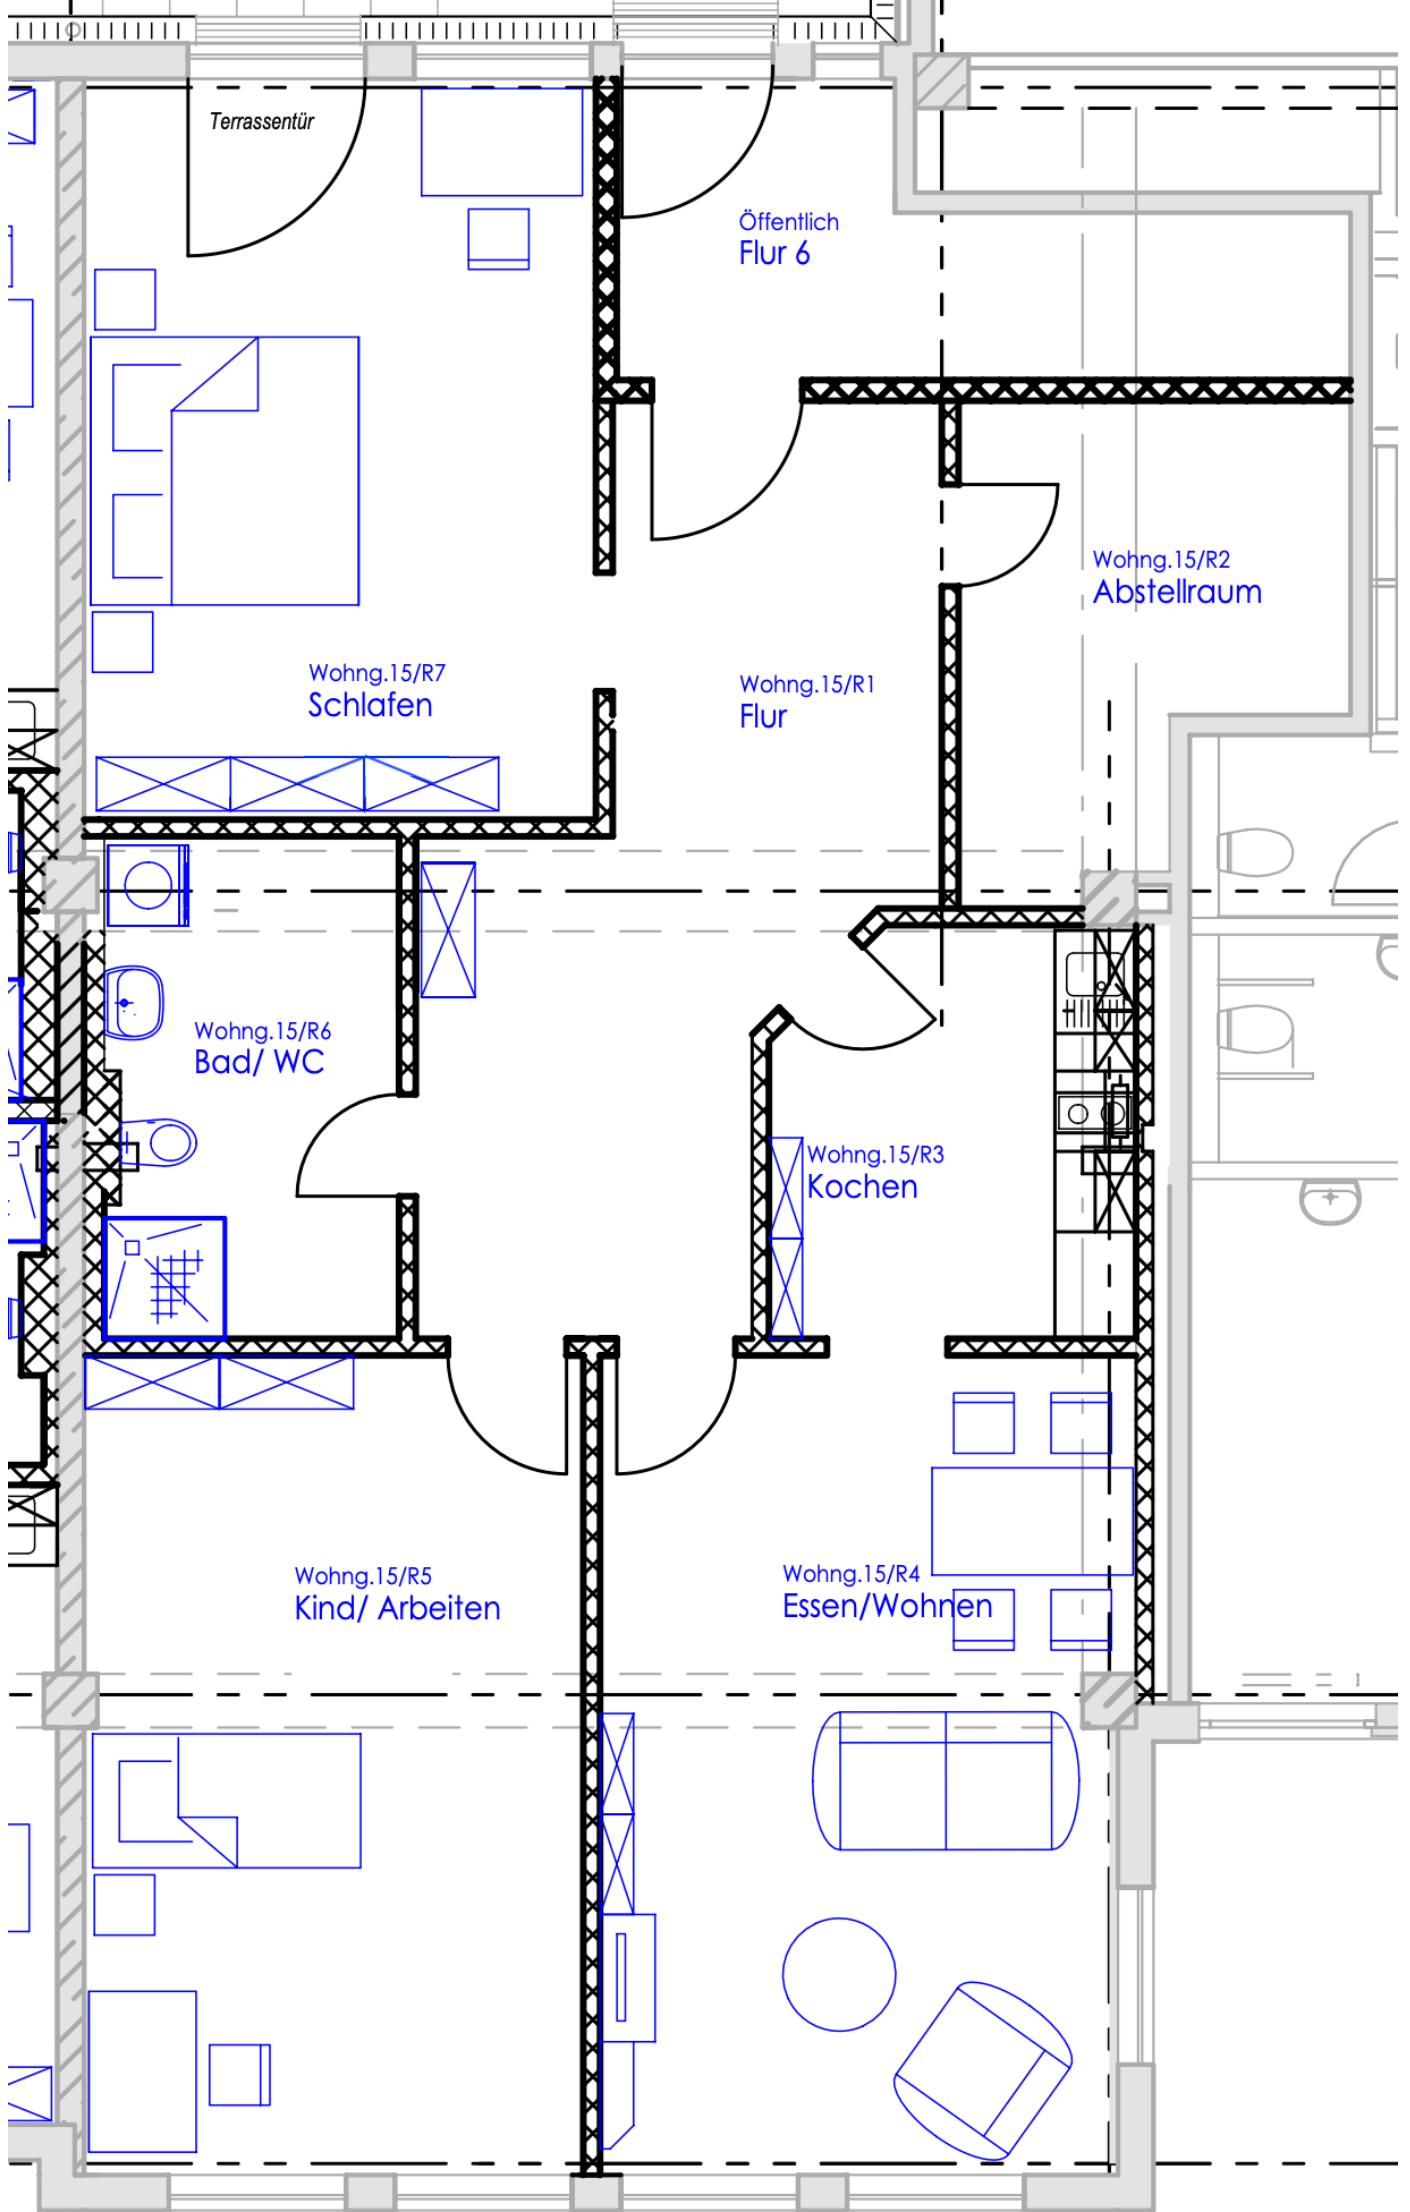 Terrassentür
Öffentlich
Flur 6
Wohng.15/R2
Abstellraum
Wohng.15/R7
Schlafen
Wohng.15/R1
Flur
Wohng.15/R6
Bad/ WC
Wohng.15/R3
Kochen
Wohng.15/R5
Kind/ Arbeiten
Wohng.15/R4
Essen/Wohnen